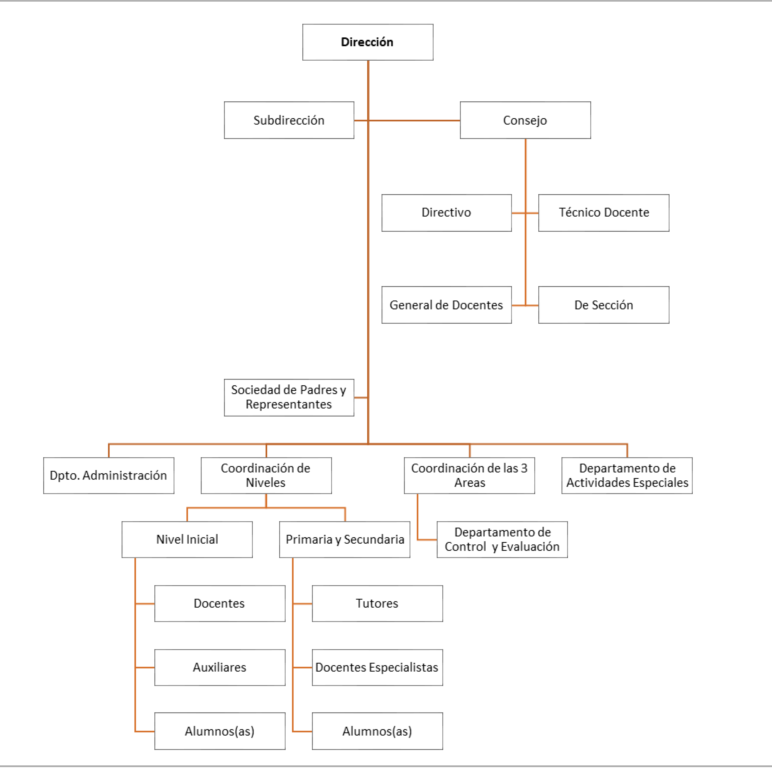 Dirección
Subdirección
Consejo
Directivo
Técnico Docente
General de Docentes
De Sección
Sociedad de Padres y
Representantes
Dpto. Administración
Coordinación de
Niveles
Coordinación de las 3
Areas
Departamento de
Actividades Especiales
Nivel Inicial
Primaria y Secundaria
Departamento de
Control y Evaluación
Docentes
Tutores
Auxiliares
Docentes Especialistas
Alumnos(as)
Alumnos(as)